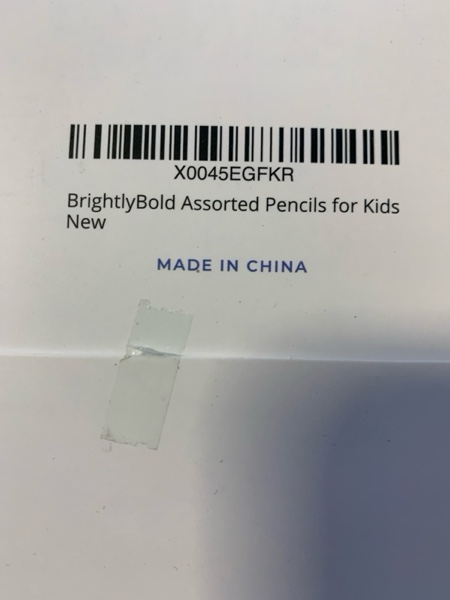 X0045EGFKR
BrightlyBold Assorted Pencils for Kids
New
MADE IN CHINA